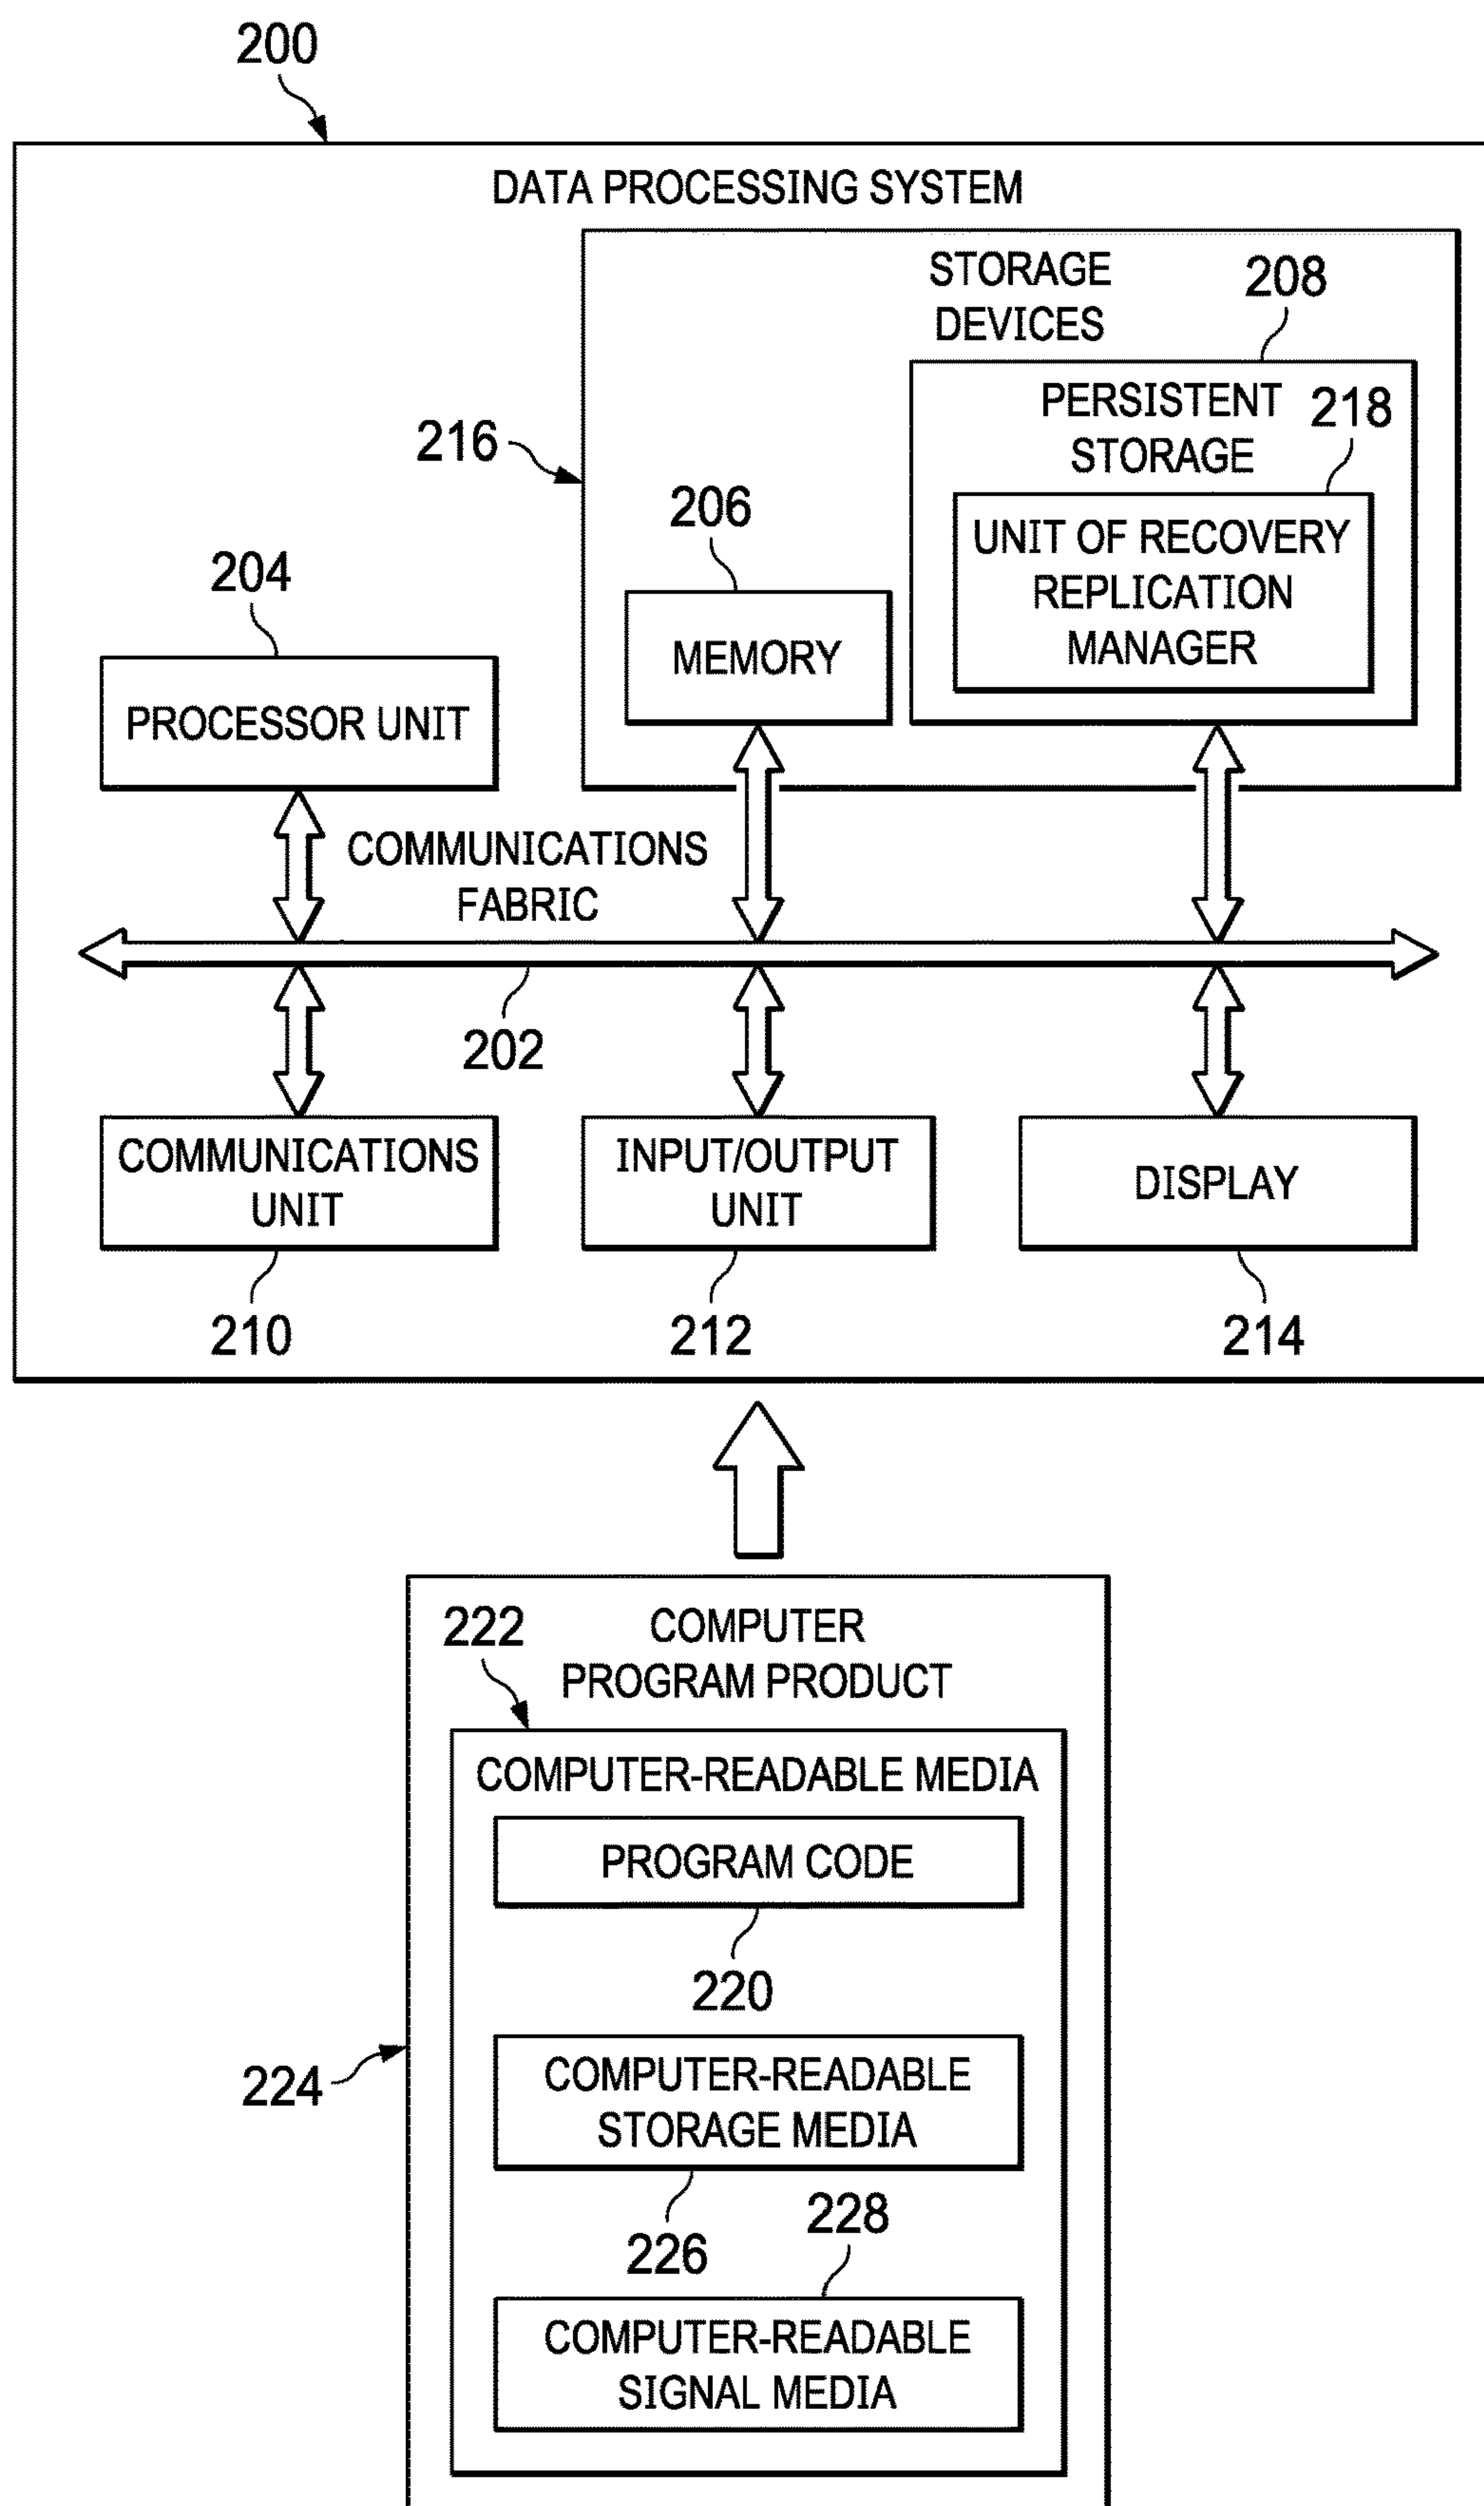 200
DATA PROCESSING SYSTEM
STORAGE
DEVICES
208
PERSISTENT
STORAGE
218
216
UNIT OF RECOVERY
REPLICATION
MANAGER
206
MEMORY
204
PROCESSOR UNIT
COMMUNICATIONS
FABRIC
202
COMMUNICATIONS
UNIT
INPUT/OUTPUT
UNIT
DISPLAY
210
212
214
222
COMPUTER
PROGRAM PRODUCT
COMPUTER-READABLE MEDIA
PROGRAM CODE
220
224
COMPUTER-READABLE
STORAGE MEDIA
226
228
COMPUTER-READABLE
SIGNAL MEDIA